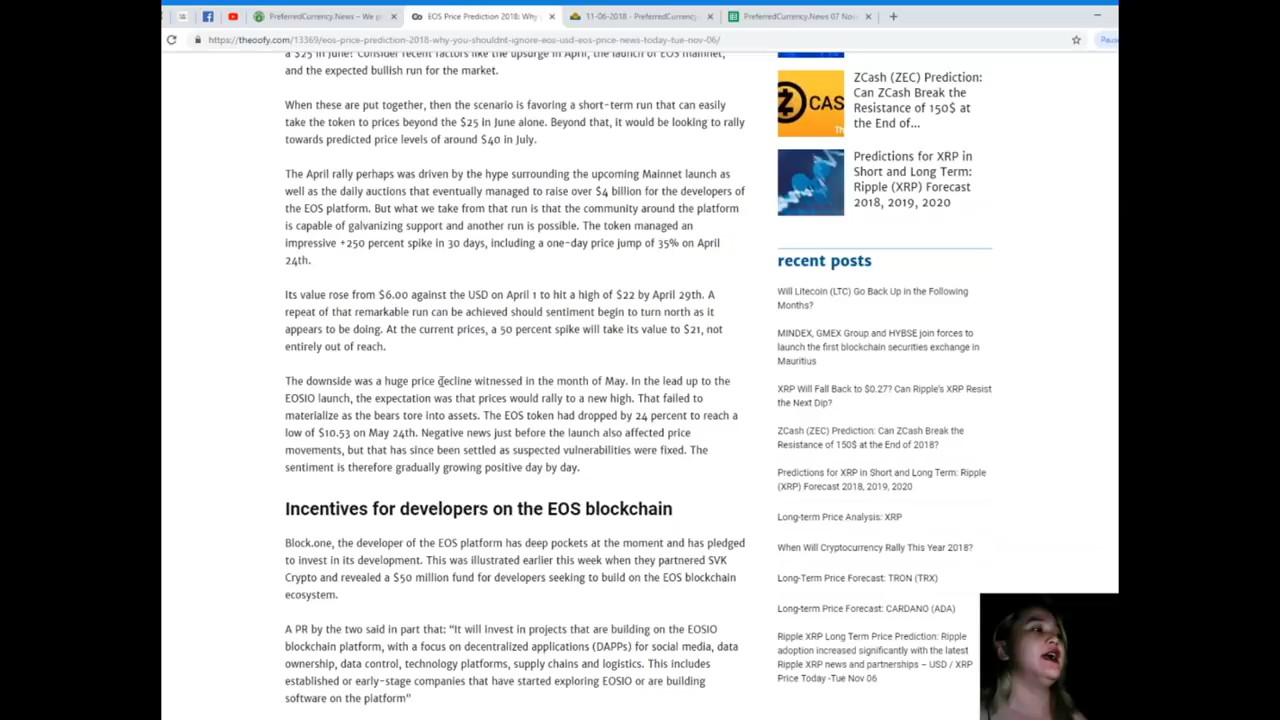 PreferredCurrency.News – We p
EOS Price Prediction 2018: Why
11-06-2018 - PreferredCurrency
PreferredCurrency.News 07 Nov
https://theoofy.com/13369/eos-price-prediction-2018-why-you-shouldnt-ignore-eos-usd-eos-price-news-today-tue-nov-06/
Paus
a $25 in June? Consider recent factors like the upsurge in April, the launch of EOS mainnet,
and the expected bullish run for the market.
When these are put together, then the scenario is favoring a short-term run that can easily
take the token to prices beyond the $25 in June alone. Beyond that, it would be looking to rally
towards predicted price levels of around $40 in July.
The April rally perhaps was driven by the hype surrounding the upcoming Mainnet launch as
well as the daily auctions that eventually managed to raise over $4 billion for the developers of
the EOS platform. But what we take from that run is that the community around the platform
is capable of galvanizing support and another run is possible. The token managed an
impressive +250 percent spike in 30 days, including a one-day price jump of 35% on April
24th.
Its value rose from $6.00 against the USD on April 1 to hit a high of $22 by April 29th. A
repeat of that remarkable run can be achieved should sentiment begin to turn north as it
appears to be doing. At the current prices, a 50 percent spike will take its value to $21, not
entirely out of reach.
The downside was a huge price decline witnessed in the month of May. In the lead up to the
EOSIO launch, the expectation was that prices would rally to a new high. That failed to
materialize as the bears tore into assets. The EOS token had dropped by 24 percent to reach a
low of $10.53 on May 24th. Negative news just before the launch also affected price
movements, but that has since been settled as suspected vulnerabilities were fixed. The
sentiment is therefore gradually growing positive day by day.
Incentives for developers on the EOS blockchain
Block.one, the developer of the EOS platform has deep pockets at the moment and has pledged
to invest in its development. This was illustrated earlier this week when they partnered SVK
Crypto and revealed a $50 million fund for developers seeking to build on the EOS blockchain
ecosystem.
A PR by the two said in part that: “It will invest in projects that are building on the EOSIO
blockchain platform, with a focus on decentralized applications (DAPPs) for social media, data
ownership, data control, technology platforms, supply chains and logistics. This includes
established or early-stage companies that have started exploring EOSIO or are building
software on the platform”
CAS
Th
ZCash (ZEC) Prediction:
Can ZCash Break the
Resistance of 150$ at
the End of...
Predictions for XRP in
Short and Long Term:
Ripple (XRP) Forecast
2018, 2019, 2020
recent posts
Will Litecoin (LTC) Go Back Up in the Following
Months?
MINDEX, GMEX Group and HYBSE join forces to
launch the first blockchain securities exchange in
Mauritius
XRP Will Fall Back to $0.27? Can Ripple’s XRP Resist
the Next Dip?
ZCash (ZEC) Prediction: Can ZCash Break the
Resistance of 150$ at the End of 2018?
Predictions for XRP in Short and Long Term: Ripple
(XRP) Forecast 2018, 2019, 2020
Long-term Price Analysis: XRP
When Will Cryptocurrency Rally This Year 2018?
Long-Term Price Forecast: TRON (TRX)
Long-term Price Forecast: CARDANO (ADA)
Ripple XRP Long Term Price Prediction: Ripple
adoption increased significantly with the latest
Ripple XRP news and partnerships – USD / XRP
Price Today -Tue Nov 06